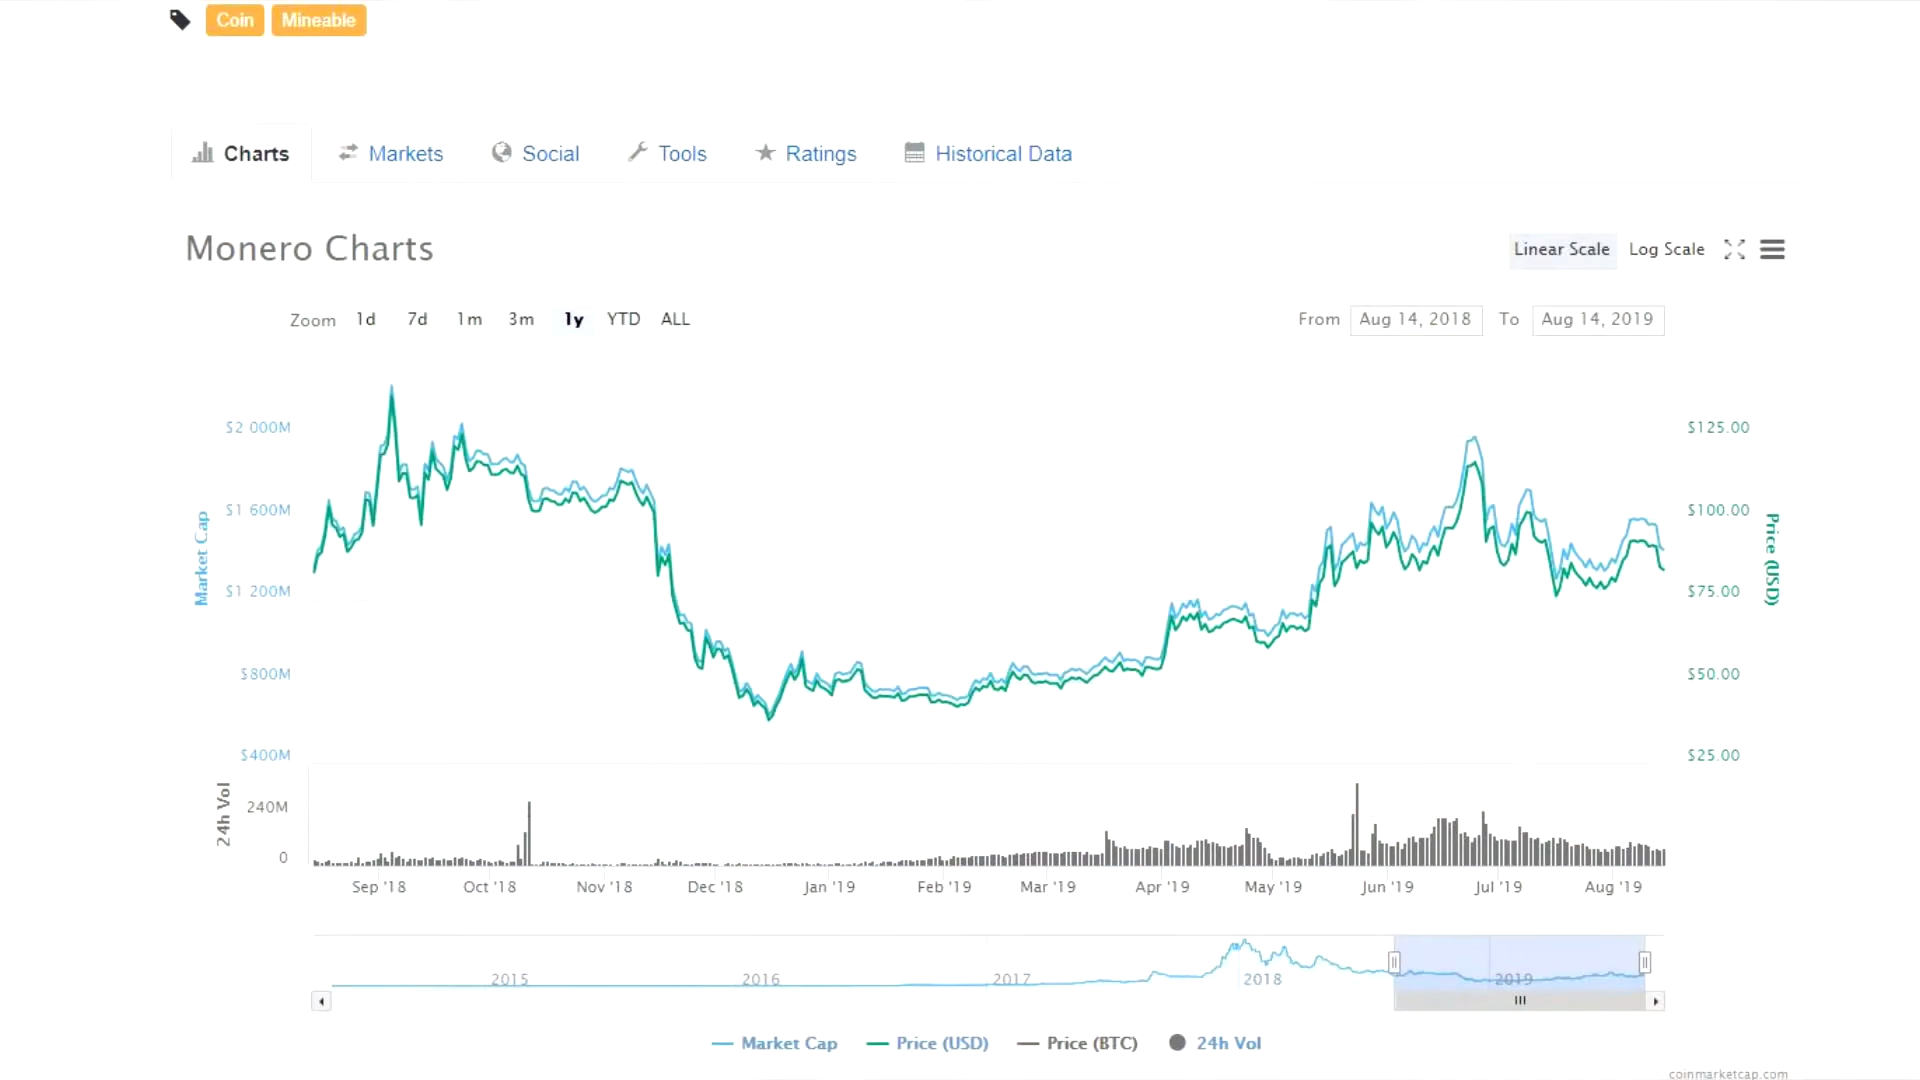 Coin Mineable
Charts Markets Social Tools Ratings Historical Data
Monero Charts
Linear Scale Log Scale
Zoom 1d 7d 1m 3m 1y YTD ALL
From Aug 14, 2018 To Aug 14, 2019
$2 000M
$1 600M
$1 200M
$800M
$400M
Market Cap
$125.00
$100.00
$75.00
$50.00
$25.00
Price (USD)
24h Vol
240M
0
Sep '18 Oct '18 Nov '18 Dec '18 Jan '19 Feb '19 Mar '19 Apr '19 May '19 Jun '19 Jul '19 Aug '19
2015 2016 2017 2018 2019
Market Cap Price (USD) Price (BTC) 24h Vol
coinmarketcap.com